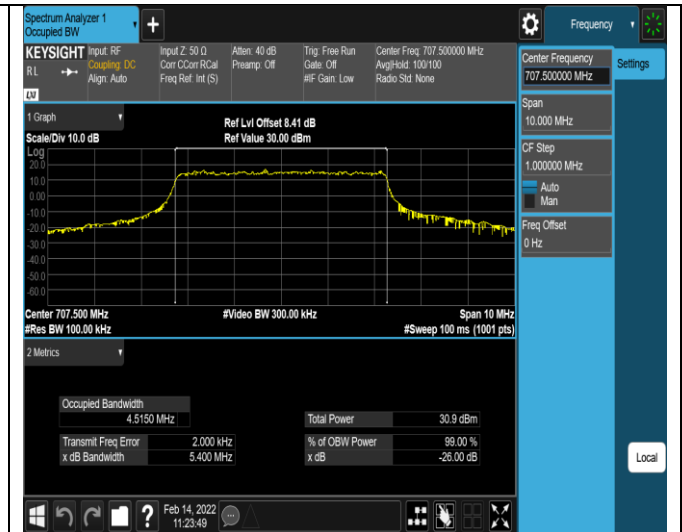 Spectrum Analyzer 1
Occupied BW
+
Frequency
KEYSIGHT
R L
LXI
Input: RF
Coupling: DC
Align: Auto
Input Z: 50 Ω
Corr CCorr RCal
Freq Ref: Int (S)
Atten: 40 dB
Preamp: Off
Trig: Free Run
Gate: Off
#IF Gain: Low
Center Freq: 707.500000 MHz
Avg|Hold: 100/100
Radio Std: None
Center Frequency
707.500000 MHz
Settings
Span
10.000 MHz
CF Step
1.000000 MHz
Auto
Man
Freq Offset
0 Hz
Local
1 Graph
Scale/Div 10.0 dB
Ref Lvl Offset 8.41 dB
Ref Value 30.00 dBm
Log
20.0
10.0
0.00
-10.0
-20.0
-30.0
-40.0
-50.0
-60.0
Center 707.500 MHz
#Video BW 300.00 kHz
Span 10 MHz
#Res BW 100.00 kHz
#Sweep 100 ms (1001 pts)
2 Metrics
Occupied Bandwidth
4.5150 MHz
Total Power 30.9 dBm
Transmit Freq Error 2.000 kHz
% of OBW Power 99.00 %
x dB Bandwidth 5.400 MHz
x dB -26.00 dB
?
Feb 14, 2022
11:23:49